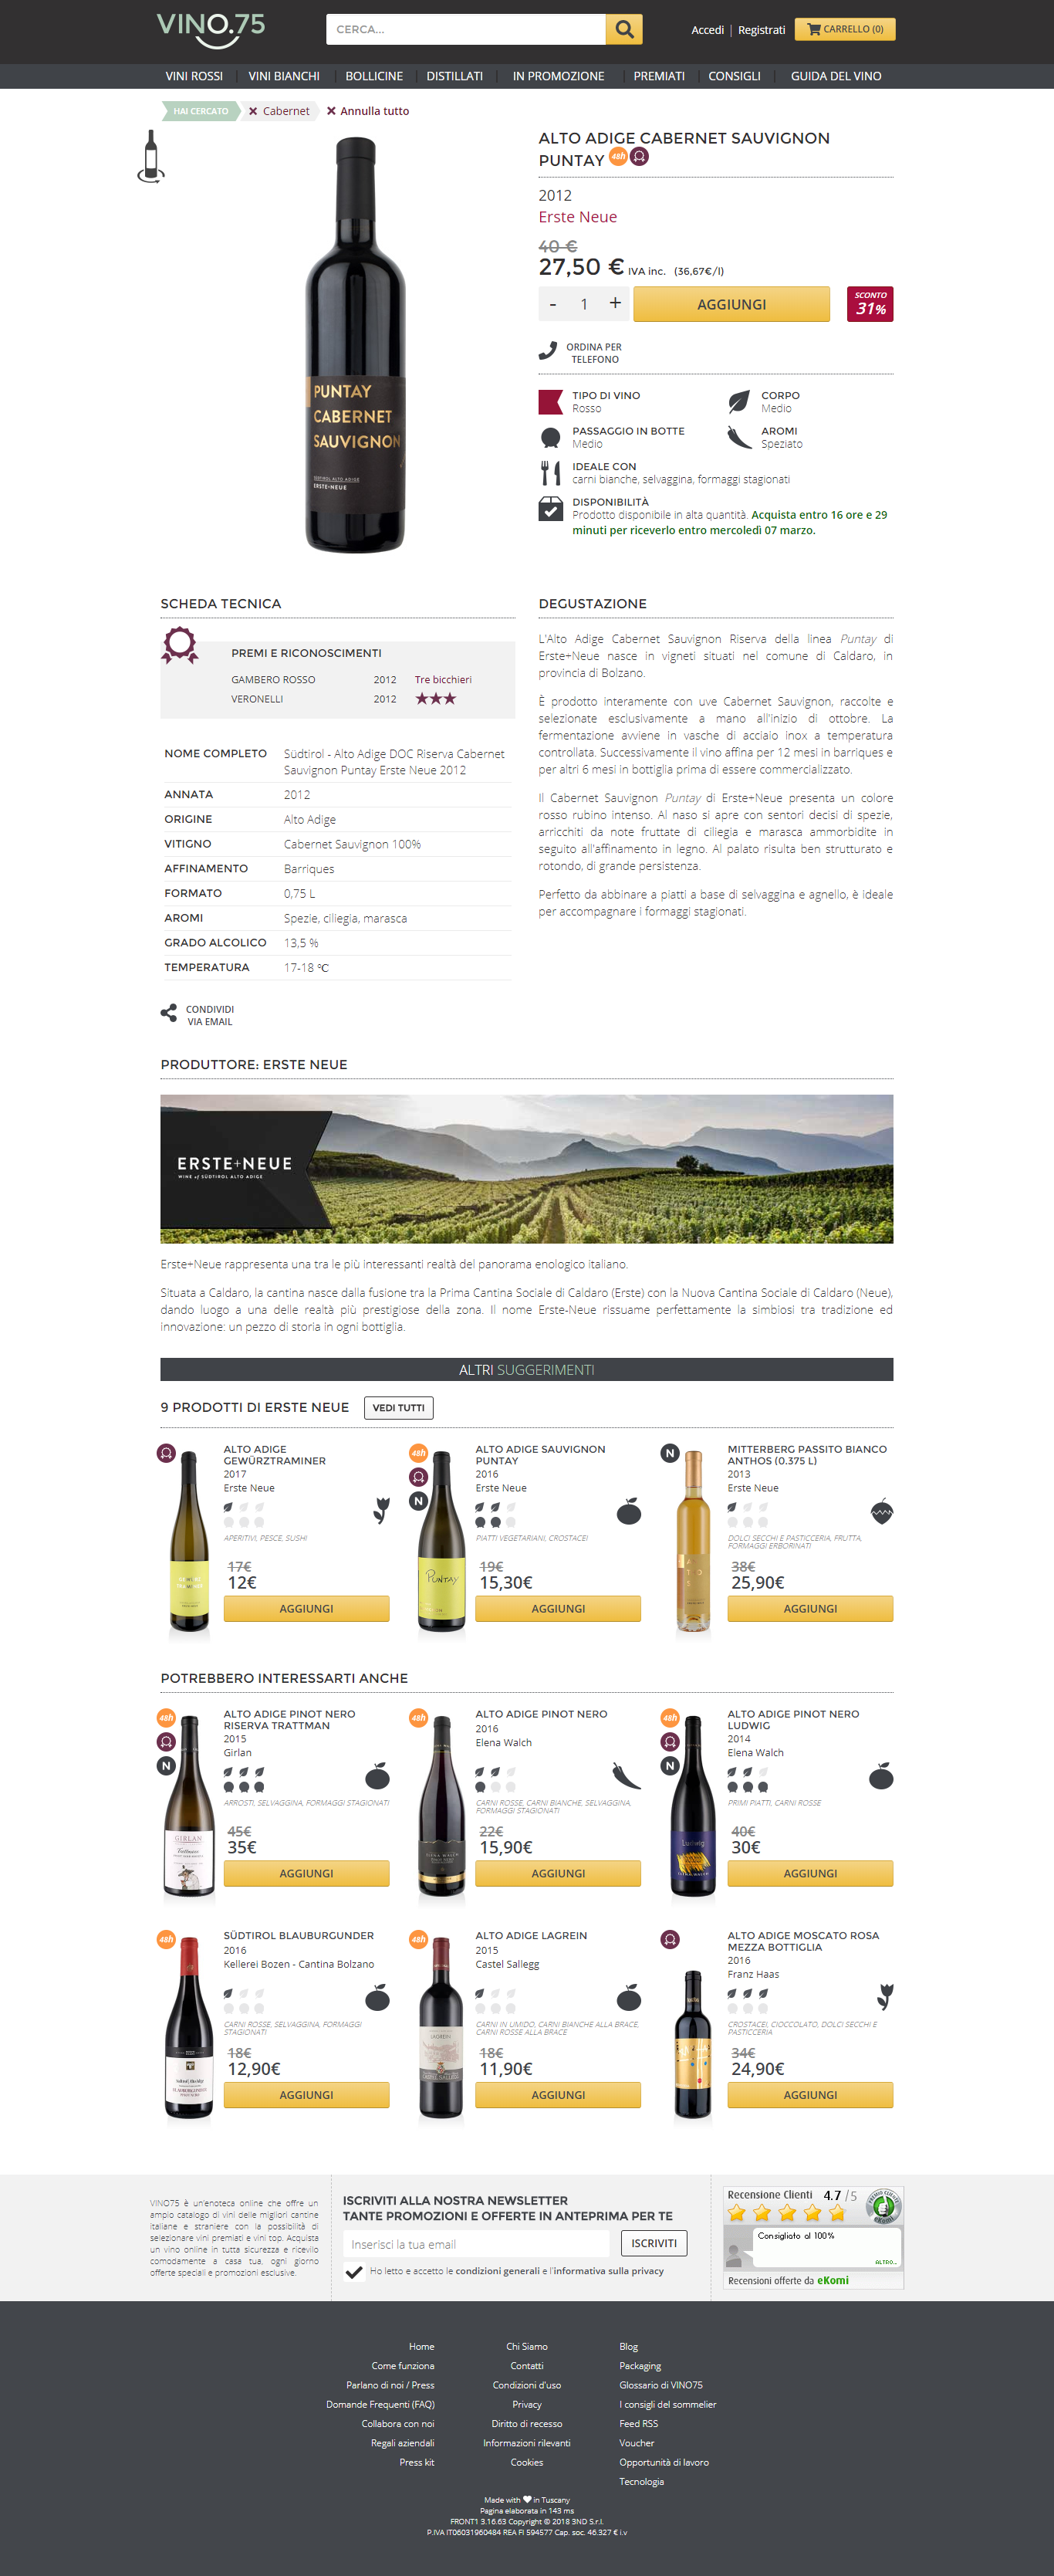 VINO.75
CERCA...
Accedi | Registrati
CARRELLO (0)
VINI ROSSI
VINI BIANCHI
BOLLICINE
DISTILLATI
IN PROMOZIONE
PREMIATI
CONSIGLI
GUIDA DEL VINO
HAI CERCATO
Cabernet
Annulla tutto
PUNTAY
CABERNET
SAUVIGNON
SÜDTIROL ALTO ADIGE
ERSTE+NEUE
ALTO ADIGE CABERNET SAUVIGNON
PUNTAY 48h
2012
Erste Neue
40 €
27,50 € IVA inc. (36,67€/l)
- 1 +
AGGIUNGI
SCONTO
31%
ORDINA PER
TELEFONO
TIPO DI VINO
Rosso
CORPO
Medio
PASSAGGIO IN BOTTE
Medio
AROMI
Speziato
IDEALE CON
carni bianche, selvaggina, formaggi stagionati
DISPONIBILITÀ
Prodotto disponibile in alta quantità. Acquista entro 16 ore e 29
minuti per riceverlo entro mercoledì 07 marzo.
SCHEDA TECNICA
PREMI E RICONOSCIMENTI
GAMBERO ROSSO 2012 Tre bicchieri
VERONELLI 2012 ★★★
NOME COMPLETO Südtirol - Alto Adige DOC Riserva Cabernet
Sauvignon Puntay Erste Neue 2012
ANNATA 2012
ORIGINE Alto Adige
VITIGNO Cabernet Sauvignon 100%
AFFINAMENTO Barriques
FORMATO 0,75 L
AROMI Spezie, ciliegia, marasca
GRADO ALCOLICO 13,5 %
TEMPERATURA 17-18 °C
CONDIVIDI
VIA EMAIL
DEGUSTAZIONE
L'Alto Adige Cabernet Sauvignon Riserva della linea Puntay di
Erste+Neue nasce in vigneti situati nel comune di Caldaro, in
provincia di Bolzano.
È prodotto interamente con uve Cabernet Sauvignon, raccolte e
selezionate esclusivamente a mano all'inizio di ottobre. La
fermentazione avviene in vasche di acciaio inox a temperatura
controllata. Successivamente il vino affina per 12 mesi in barriques e
per altri 6 mesi in bottiglia prima di essere commercializzato.
Il Cabernet Sauvignon Puntay di Erste+Neue presenta un colore
rosso rubino intenso. Al naso si apre con sentori decisi di spezie,
arricchiti da note fruttate di ciliegia e marasca ammorbidite in
seguito all'affinamento in legno. Al palato risulta ben strutturato e
rotondo, di grande persistenza.
Perfetto da abbinare a piatti a base di selvaggina e agnello, è ideale
per accompagnare i formaggi stagionati.
PRODUTTORE: ERSTE NEUE
ERSTE+NEUE
WINE of SÜDTIROL ALTO ADIGE
Erste+Neue rappresenta una tra le più interessanti realtà del panorama enologico italiano.
Situata a Caldaro, la cantina nasce dalla fusione tra la Prima Cantina Sociale di Caldaro (Erste) con la Nuova Cantina Sociale di Caldaro (Neue),
dando luogo a una delle realtà più prestigiose della zona. Il nome Erste-Neue rissuame perfettamente la simbiosi tra tradizione ed
innovazione: un pezzo di storia in ogni bottiglia.
ALTRI SUGGERIMENTI
9 PRODOTTI DI ERSTE NEUE
VEDI TUTTI
ALTO ADIGE
GEWÜRZTRAMINER
2017
Erste Neue
APERITIVI, PESCE, SUSHI
17€
12€
AGGIUNGI
48h
N
Puntay
ALTO ADIGE SAUVIGNON
PUNTAY
2016
Erste Neue
PIATTI VEGETARIANI, CROSTACEI
19€
15,30€
AGGIUNGI
N
MITTERBERG PASSITO BIANCO
ANTHOS (0.375 L)
2013
Erste Neue
DOLCI SECCHI E PASTICCERIA, FRUTTA,
FORMAGGI ERBORINATI
38€
25,90€
AGGIUNGI
POTREBBERO INTERESSARTI ANCHE
48h
N
GIRLAN
ALTO ADIGE PINOT NERO
RISERVA TRATTMAN
2015
Girlan
ARROSTI, SELVAGGINA, FORMAGGI STAGIONATI
45€
35€
AGGIUNGI
48h
ELENA WALCH
ALTO ADIGE PINOT NERO
2016
Elena Walch
CARNI ROSSE, CARNI BIANCHE, SELVAGGINA,
FORMAGGI STAGIONATI
22€
15,90€
AGGIUNGI
48h
N
Ludwig
ALTO ADIGE PINOT NERO
LUDWIG
2014
Elena Walch
PRIMI PIATTI, CARNI ROSSE
40€
30€
AGGIUNGI
48h
SÜDTIROL BLAUBURGUNDER
2016
Kellerei Bozen - Cantina Bolzano
CARNI ROSSE, SELVAGGINA, FORMAGGI
STAGIONATI
18€
12,90€
AGGIUNGI
48h
LAGREIN
ALTO ADIGE LAGREIN
2015
Castel Sallegg
CARNI IN UMIDO, CARNI BIANCHE ALLA BRACE,
CARNI ROSSE ALLA BRACE
18€
11,90€
AGGIUNGI
ALTO ADIGE MOSCATO ROSA
MEZZA BOTTIGLIA
2016
Franz Haas
CROSTACEI, CIOCCOLATO, DOLCI SECCHI E
PASTICCERIA
34€
24,90€
AGGIUNGI
VINO75 è un'enoteca online che offre un
ampio catalogo di vini delle migliori cantine
italiane e straniere con la possibilità di
selezionare vini premiati e vini top. Acquista
un vino online in tutta sicurezza e ricevilo
comodamente a casa tua, ogni giorno
offerte speciali e promozioni esclusive.
ISCRIVITI ALLA NOSTRA NEWSLETTER
TANTE PROMOZIONI E OFFERTE IN ANTEPRIMA PER TE
Inserisci la tua email
ISCRIVITI
Ho letto e accetto le condizioni generali e l'informativa sulla privacy
Recensione Clienti 4.7 /5
Consigliato al 100%
ALTRO...
Recensioni offerte da eKomi
Home
Come funziona
Parlano di noi / Press
Domande Frequenti (FAQ)
Collabora con noi
Regali aziendali
Press kit
Chi Siamo
Contatti
Condizioni d'uso
Privacy
Diritto di recesso
Informazioni rilevanti
Cookies
Blog
Packaging
Glossario di VINO75
I consigli del sommelier
Feed RSS
Voucher
Opportunità di lavoro
Tecnologia
Made with ♥ in Tuscany
Pagina elaborata in 143 ms
FRONT1 3.16.63 Copyright © 2018 3ND S.r.l.
P.IVA IT06031960484 REA FI 594577 Cap. soc. 46.327 € i.v